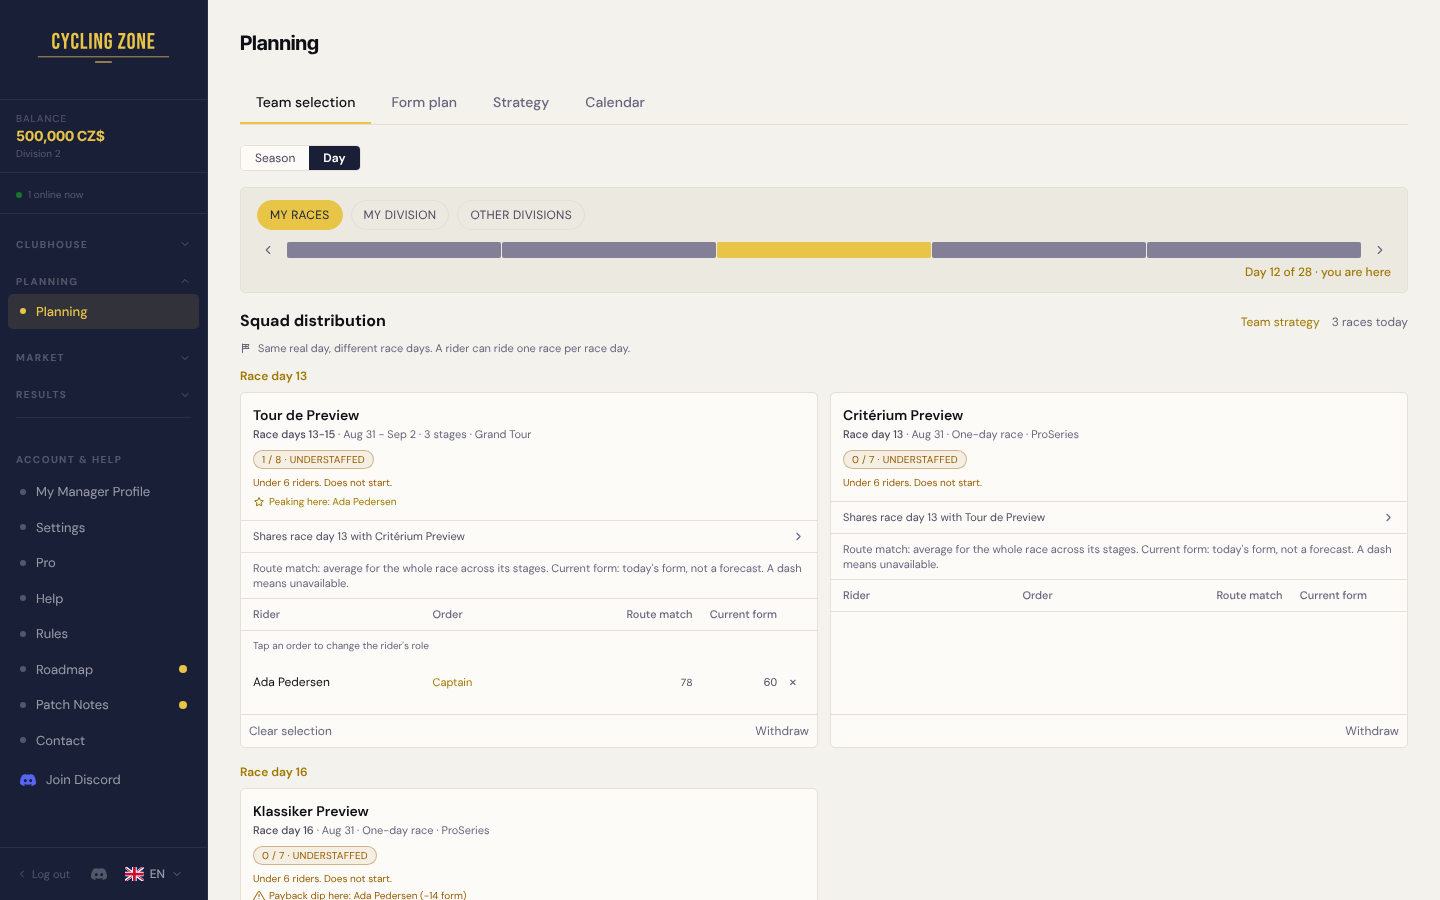 CYCLING ZONE
BALANCE
500,000 CZ$
Division 2
1 online now
CLUBHOUSE
PLANNING
Planning
MARKET
RESULTS
ACCOUNT & HELP
My Manager Profile
Settings
Pro
Help
Rules
Roadmap
Patch Notes
Contact
Join Discord
Log out
EN
Planning
Team selection Form plan Strategy Calendar
Season Day
MY RACES MY DIVISION OTHER DIVISIONS
Day 12 of 28 · you are here
Squad distribution
Team strategy 3 races today
Same real day, different race days. A rider can ride one race per race day.
Race day 13
Tour de Preview
Race days 13-15 · Aug 31 - Sep 2 · 3 stages · Grand Tour
1 / 8 · UNDERSTAFFED
Under 6 riders. Does not start.
Peaking here: Ada Pedersen
Shares race day 13 with Critérium Preview
Route match: average for the whole race across its stages. Current form: today's form, not a forecast. A dash
means unavailable.
Rider Order Route match Current form
Tap an order to change the rider's role
Ada Pedersen Captain 78 60 ×
Clear selection Withdraw
Critérium Preview
Race day 13 · Aug 31 · One-day race · ProSeries
0 / 7 · UNDERSTAFFED
Under 6 riders. Does not start.
Shares race day 13 with Tour de Preview
Route match: average for the whole race across its stages. Current form: today's form, not a forecast. A dash
means unavailable.
Rider Order Route match Current form
Withdraw
Race day 16
Klassiker Preview
Race day 16 · Aug 31 · One-day race · ProSeries
0 / 7 · UNDERSTAFFED
Under 6 riders. Does not start.
Payback dip here: Ada Pedersen (-14 form)